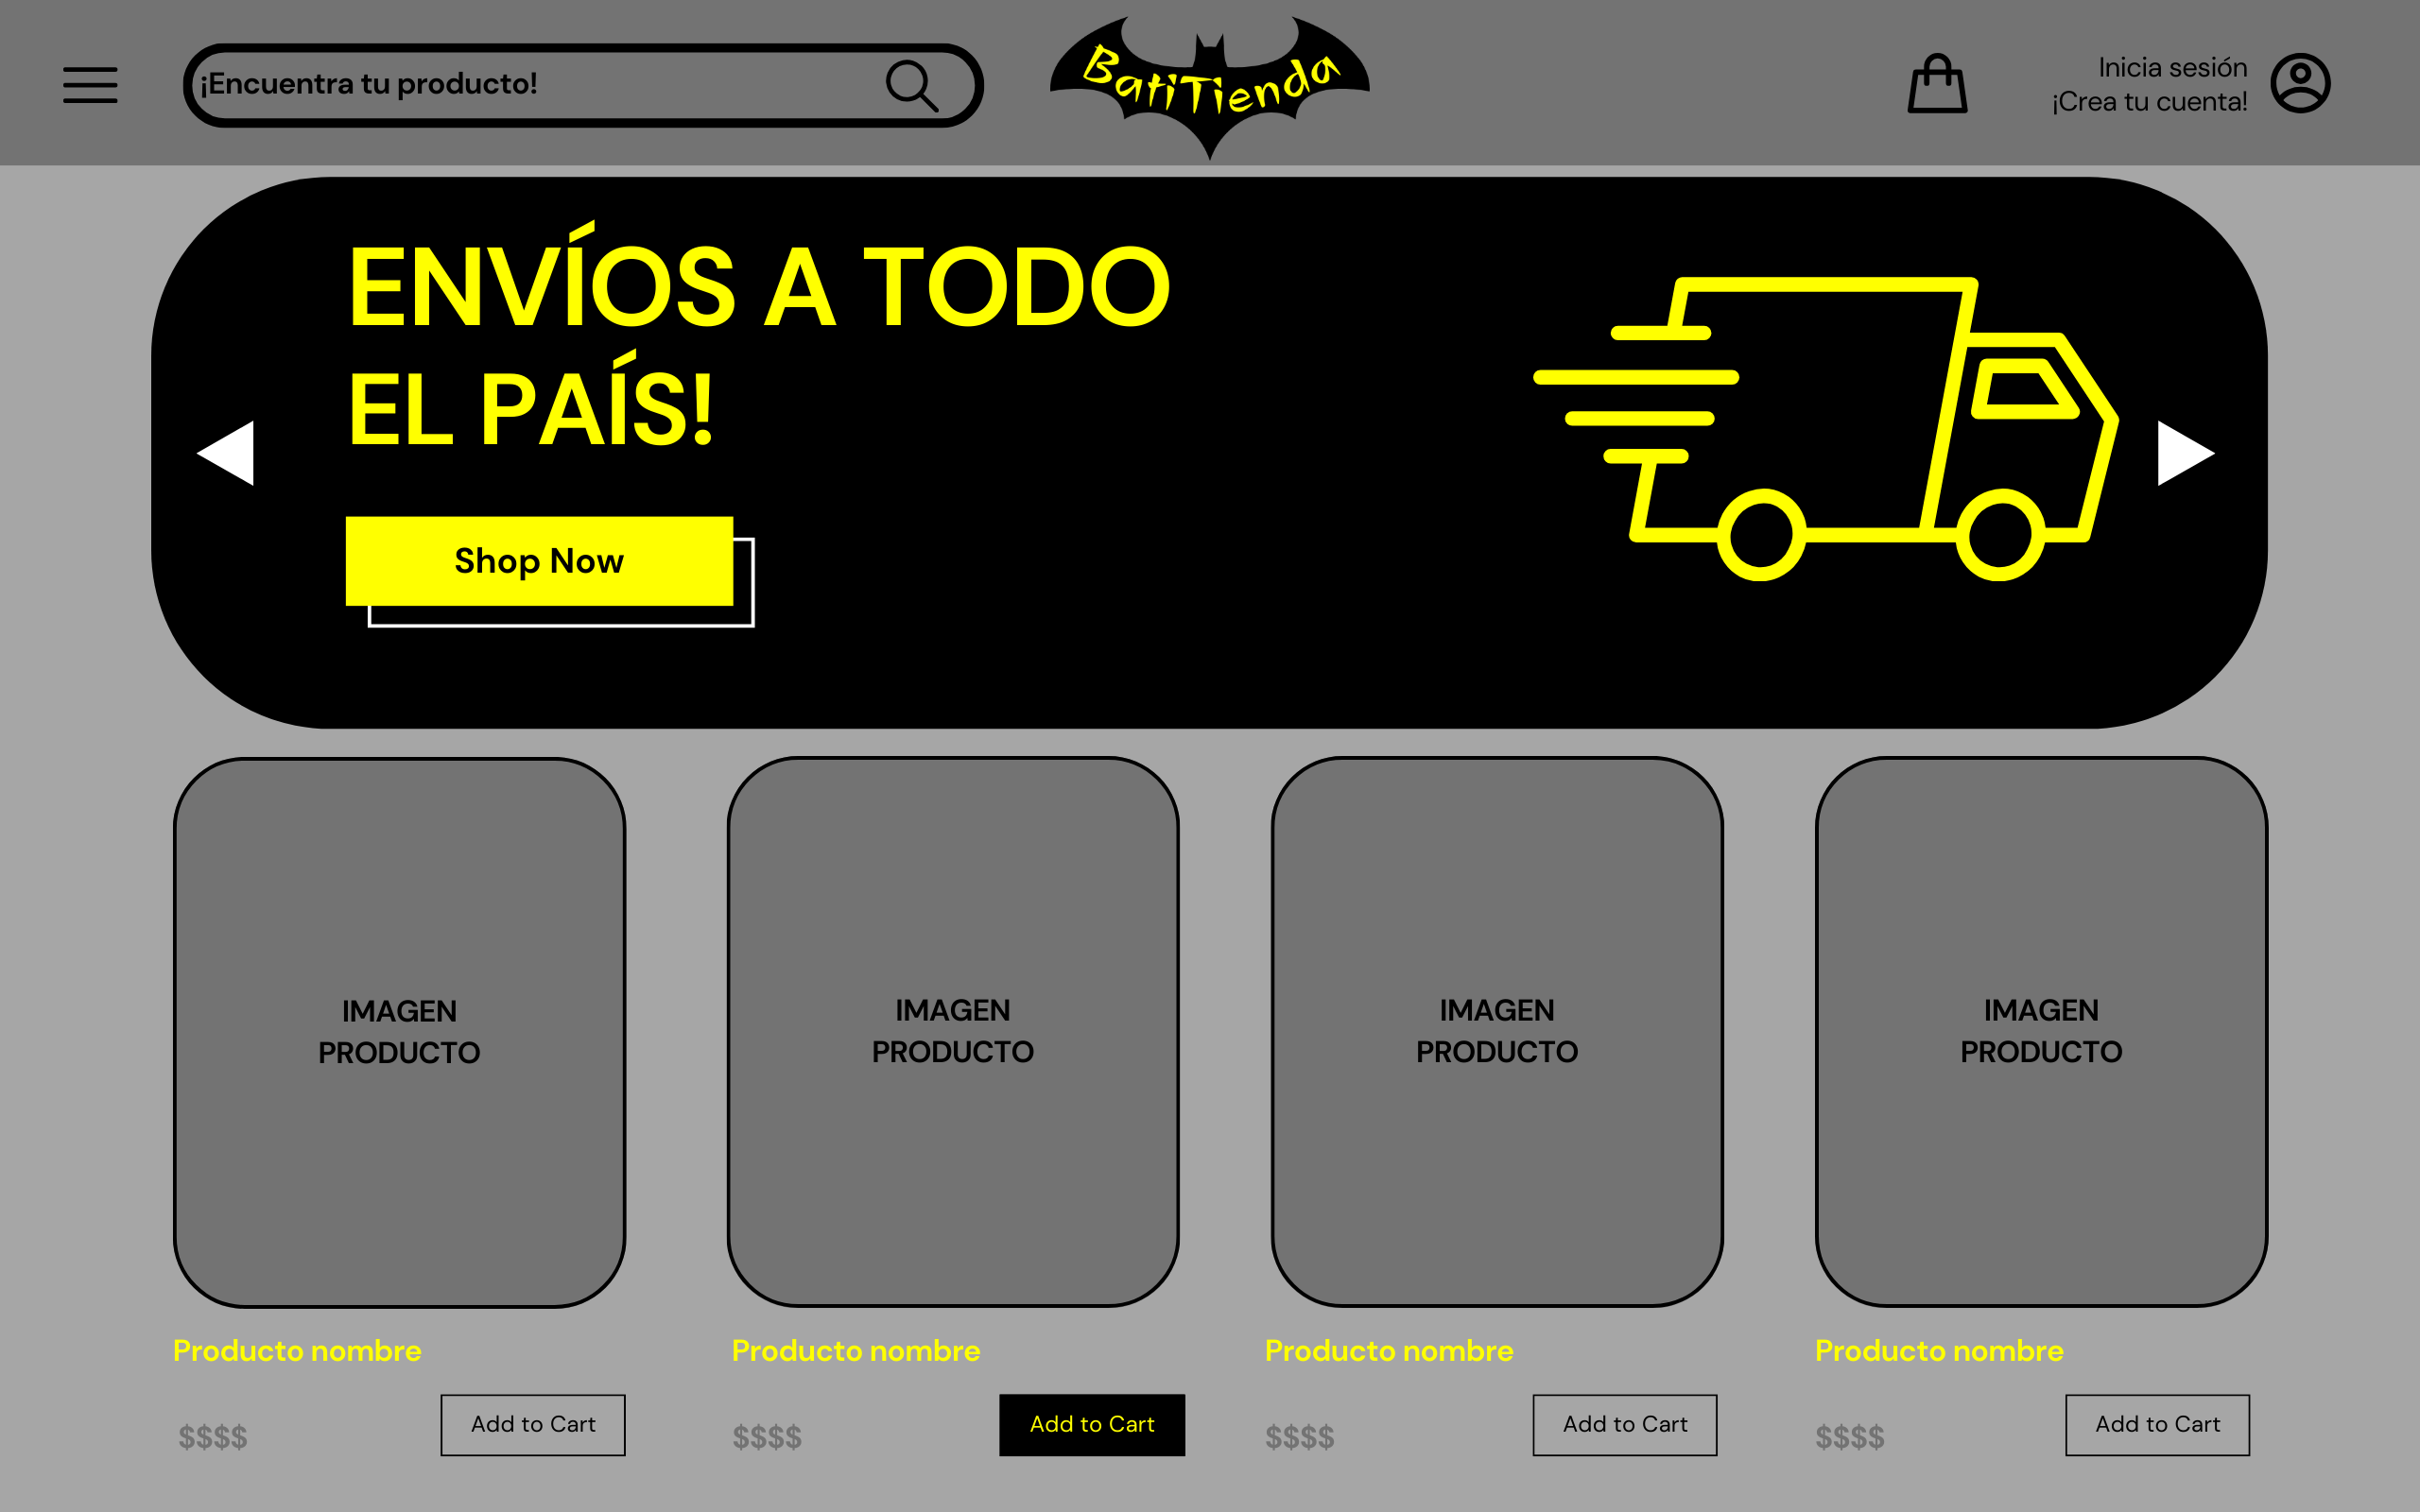 ¡Encuentra tu producto!
BatiTienda
Inicia sesión
¡Crea tu cuenta!
ENVÍOS A TODO
EL PAÍS!
Shop Now
IMAGEN
PRODUCTO
IMAGEN
PRODUCTO
IMAGEN
PRODUCTO
IMAGEN
PRODUCTO
Producto nombre
Producto nombre
Producto nombre
Producto nombre
$$$$
Add to Cart
$$$$
Add to Cart
$$$$
Add to Cart
$$$$
Add to Cart